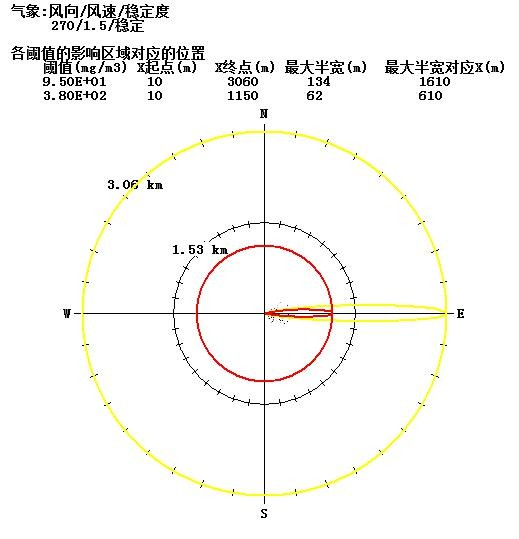 气象:风向/风速/稳定度
270/1.5/稳定
各阈值的影响区域对应的位置
阈值(mg/m3) X起点(m) X终点(m) 最大半宽(m) 最大半宽对应X(m)
9.50E+01 10 3060 134 1610
3.80E+02 10 1150 62 610
N
3.06 km
1.53 km
W
E
S